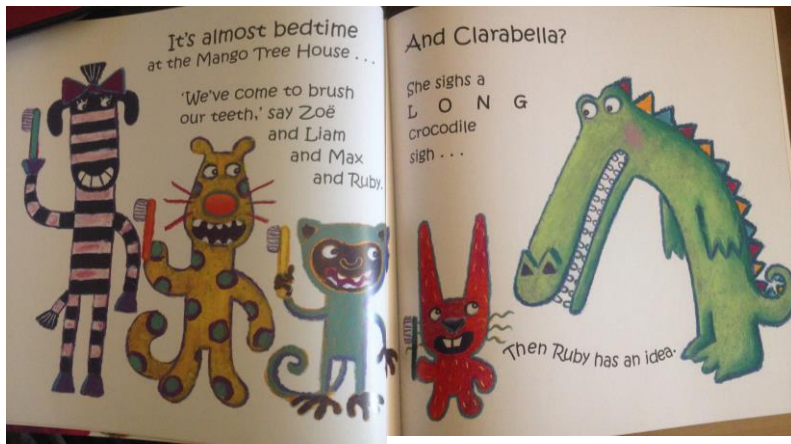 It's almost bedtime
at the Mango Tree House . . .
'We've come to brush
our teeth,' say Zoë
and Liam
and Max
and Ruby.
And Clarabella?
She sighs a
L O N G
crocodile
sigh . . .
Then Ruby has an idea.